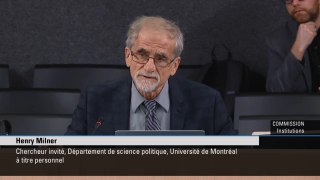 COMMISSION
Institutions
Henry Milner
Chercheur invité, Département de science politique, Université de Montréal
à titre personnel